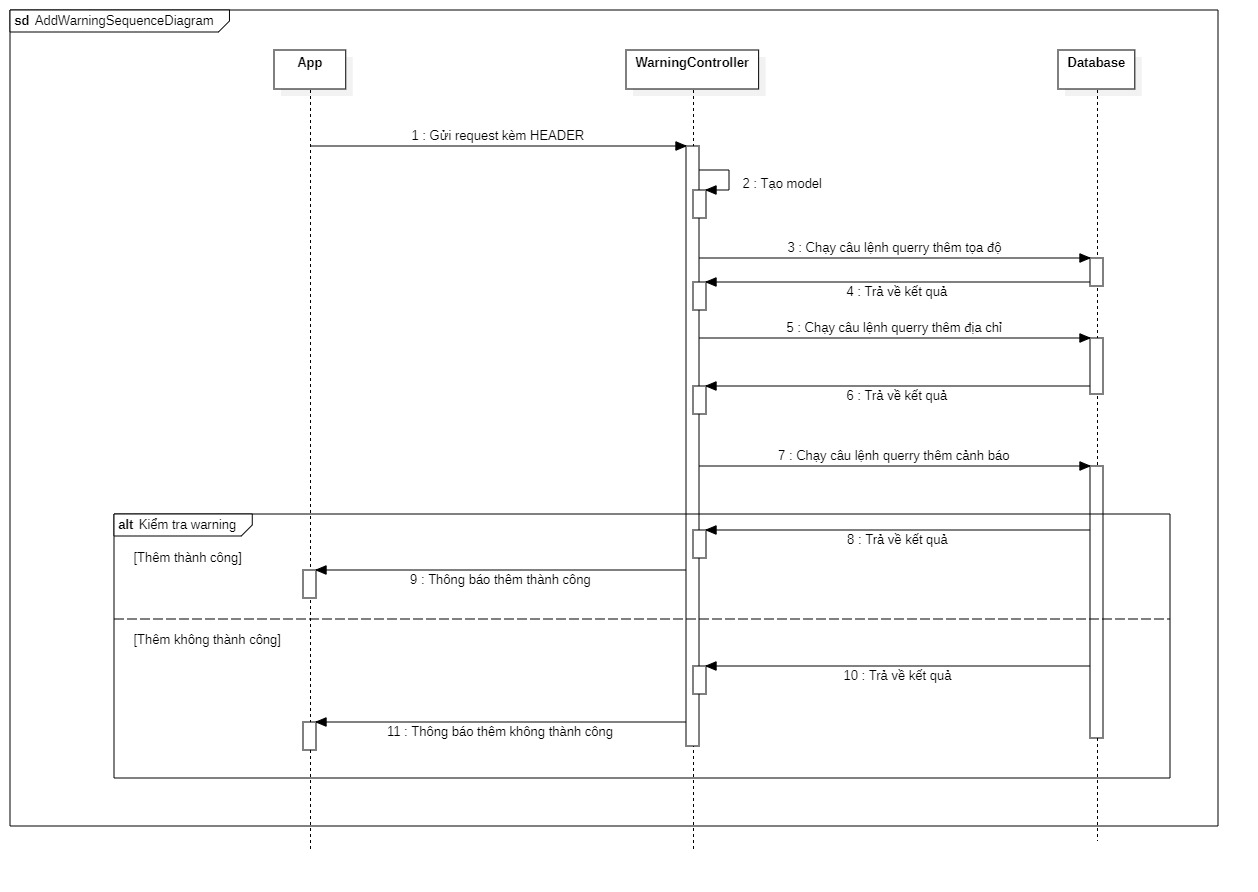 sd AddWarningSequenceDiagram
App
WarningController
Database
1 : Gửi request kèm HEADER
2 : Tạo model
3 : Chạy câu lệnh querry thêm tọa độ
4 : Trả về kết quả
5 : Chạy câu lệnh querry thêm địa chỉ
6 : Trả về kết quả
7 : Chạy câu lệnh querry thêm cảnh báo
alt Kiểm tra warning
8 : Trả về kết quả
[Thêm thành công]
9 : Thông báo thêm thành công
[Thêm không thành công]
10 : Trả về kết quả
11 : Thông báo thêm không thành công